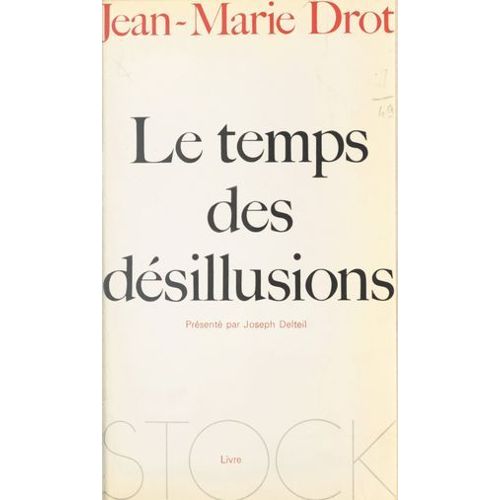 Jean-Marie Drot
Le temps
des
désillusions
Présenté par Joseph Delteil
STOCK
Livre